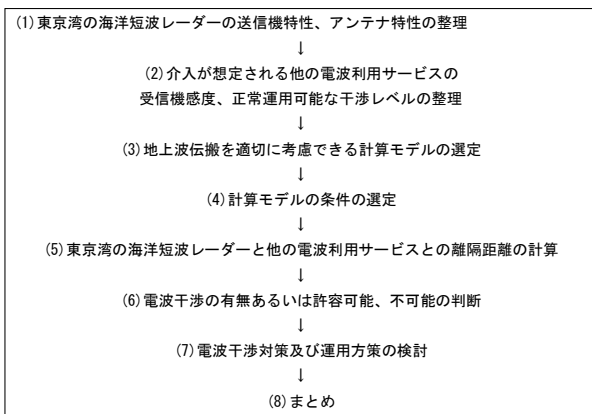 (1)東京湾の海洋短波レーダーの送信機特性、アンテナ特性の整理
↓
(2)介入が想定される他の電波利用サービスの
受信機感度、正常運用可能な干渉レベルの整理
↓
(3)地上波伝搬を適切に考慮できる計算モデルの選定
↓
(4)計算モデルの条件の選定
↓
(5)東京湾の海洋短波レーダーと他の電波利用サービスとの離隔距離の計算
↓
(6)電波干渉の有無あるいは許容可能、不可能の判断
↓
(7)電波干渉対策及び運用方策の検討
↓
(8)まとめ